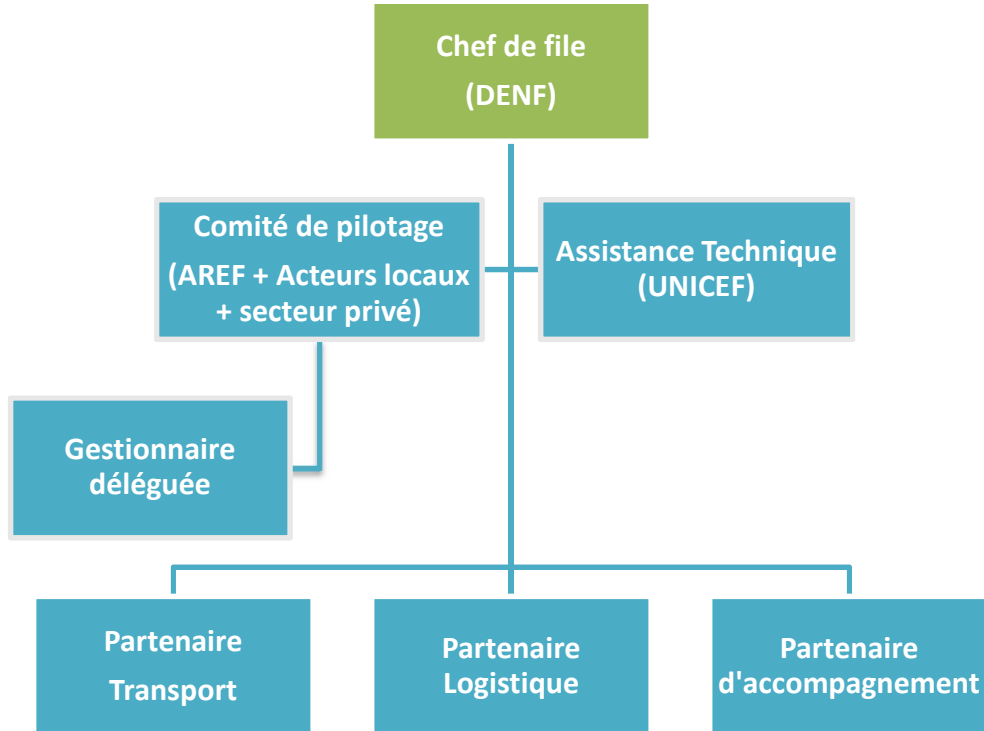 Chef de file
(DENF)
Comité de pilotage
(AREF + Acteurs locaux
+ secteur privé)
Assistance Technique
(UNICEF)
Gestionnaire
déléguée
Partenaire
Transport
Partenaire
Logistique
Partenaire
d'accompagnement